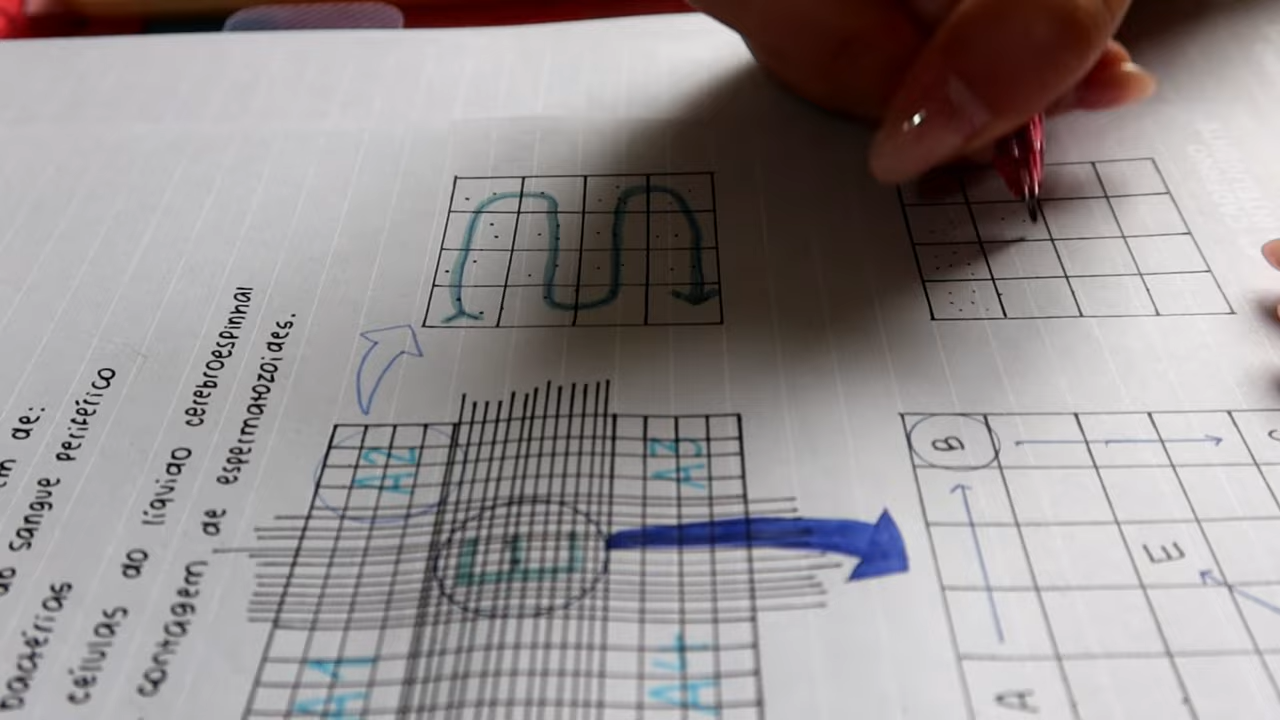 de:
sangue periférico
bactérias
células do líquido cerebroespinhal
contagem de espermatozoides.
A2
A3
E
A1
A4
B
E
A